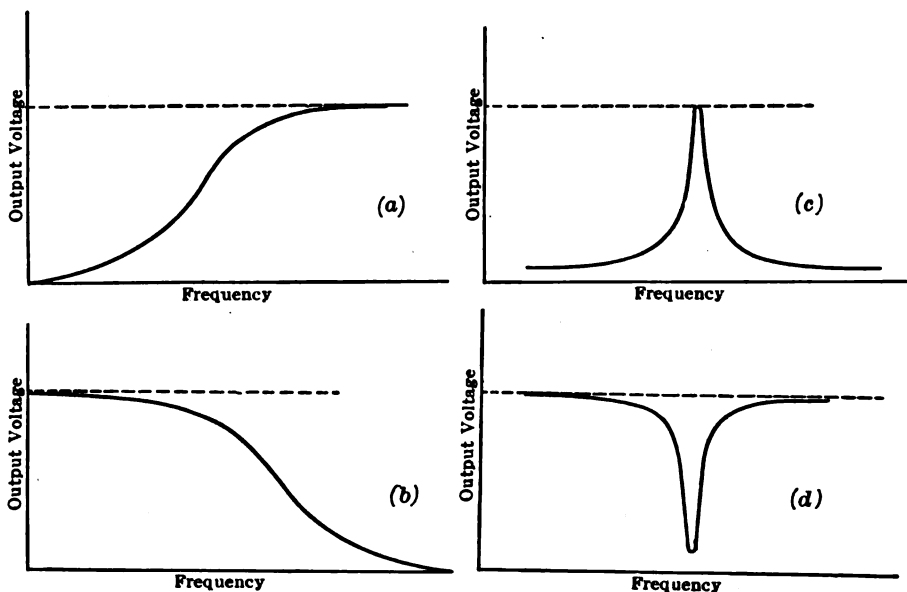 Output Voltage
(a)
Frequency
Output Voltage
(c)
Frequency
Output Voltage
(b)
Frequency
Output Voltage
(d)
Frequency